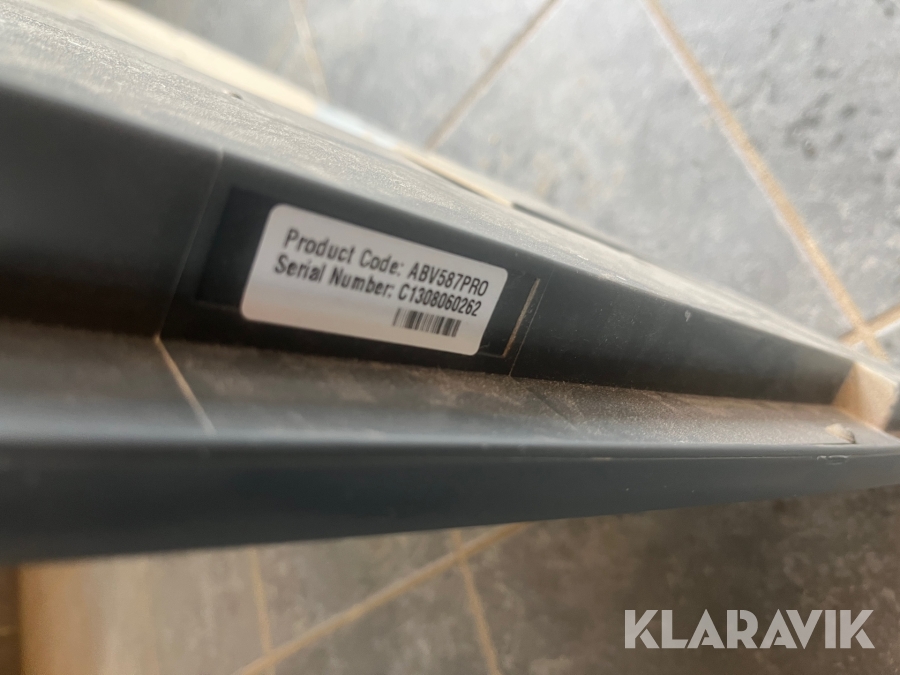 Product Code: ABV587PRO
Serial Number: C1308060262
KLARAVIK